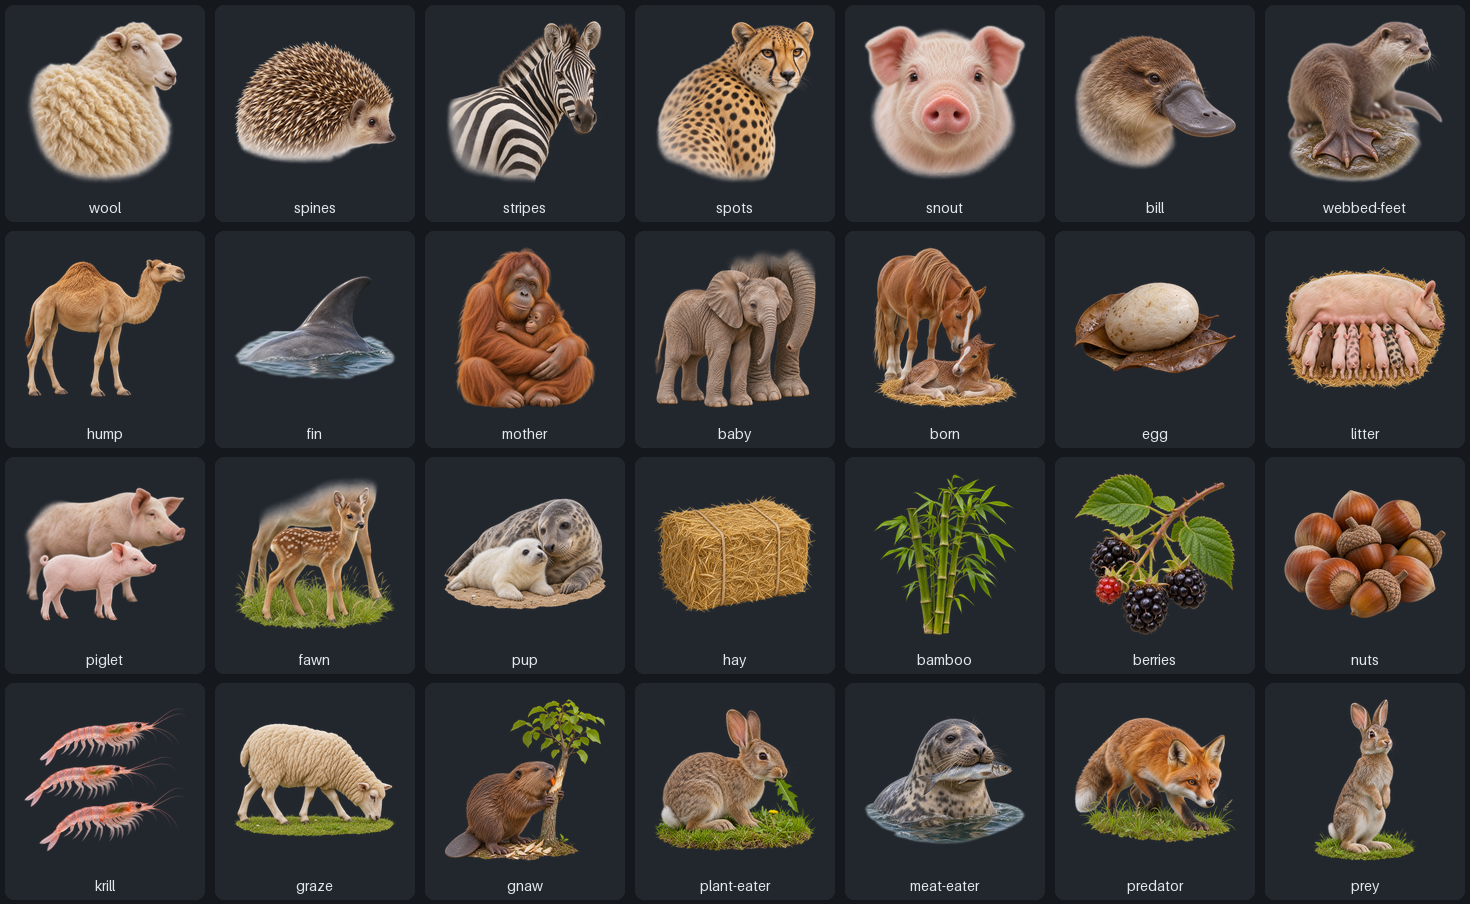 wool
spines
stripes
spots
snout
bill
webbed-feet
hump
fin
mother
baby
born
egg
litter
piglet
fawn
pup
hay
bamboo
berries
nuts
krill
graze
gnaw
plant-eater
meat-eater
predator
prey